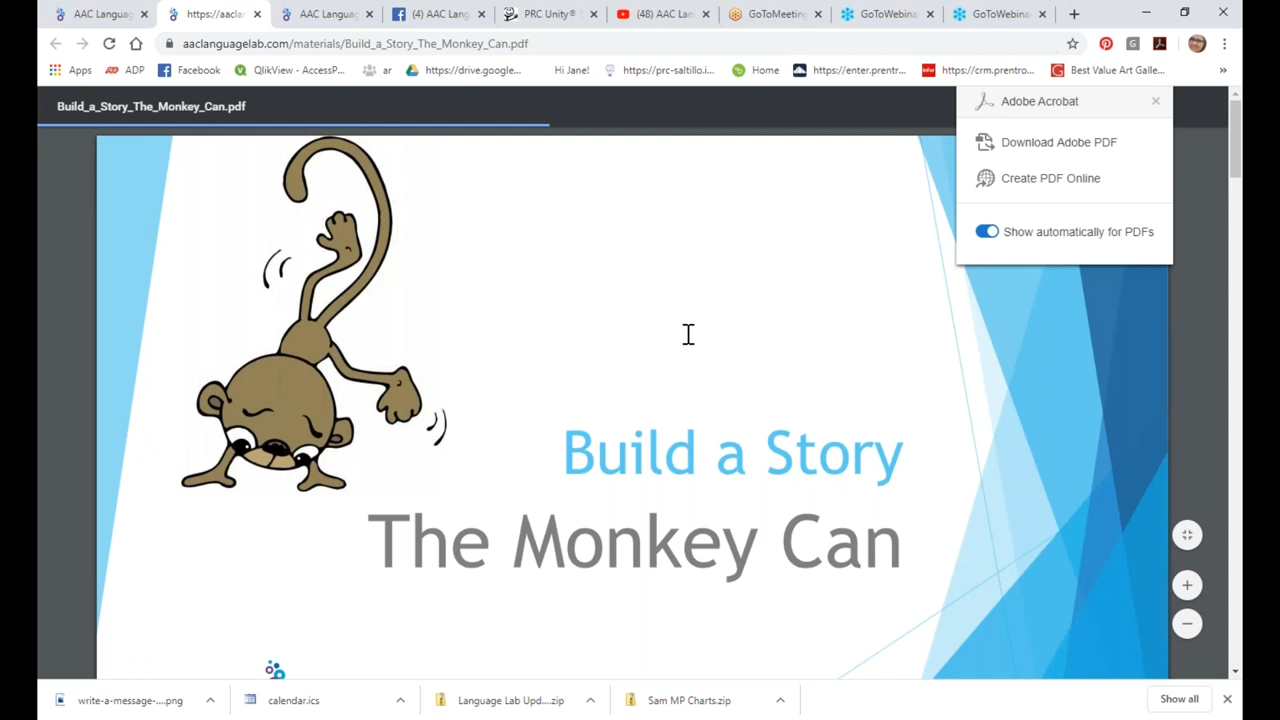 AAC Languag
https://aaclan
AAC Languag
(4) AAC Lang
PRC Unity®
(48) AAC Lan
GoToMeeting
GoToWebina
GoToWebina
aaclanguagelab.com/materials/Build_a_Story_The_Monkey_Can.pdf
Apps
ADP
Facebook
QlikView - AccessP...
ar
https://drive.google...
Hi Jane!
https://prc-saltillo.i...
Home
https://enter.prentr...
https://crm.prentro...
Best Value Art Galle...
»
Build_a_Story_The_Monkey_Can.pdf
Adobe Acrobat
Download Adobe PDF
Create PDF Online
Show automatically for PDFs
Build a Story
The Monkey Can
write-a-message-....png
calendar.ics
Language Lab Upd....zip
Sam MP Charts.zip
Show all